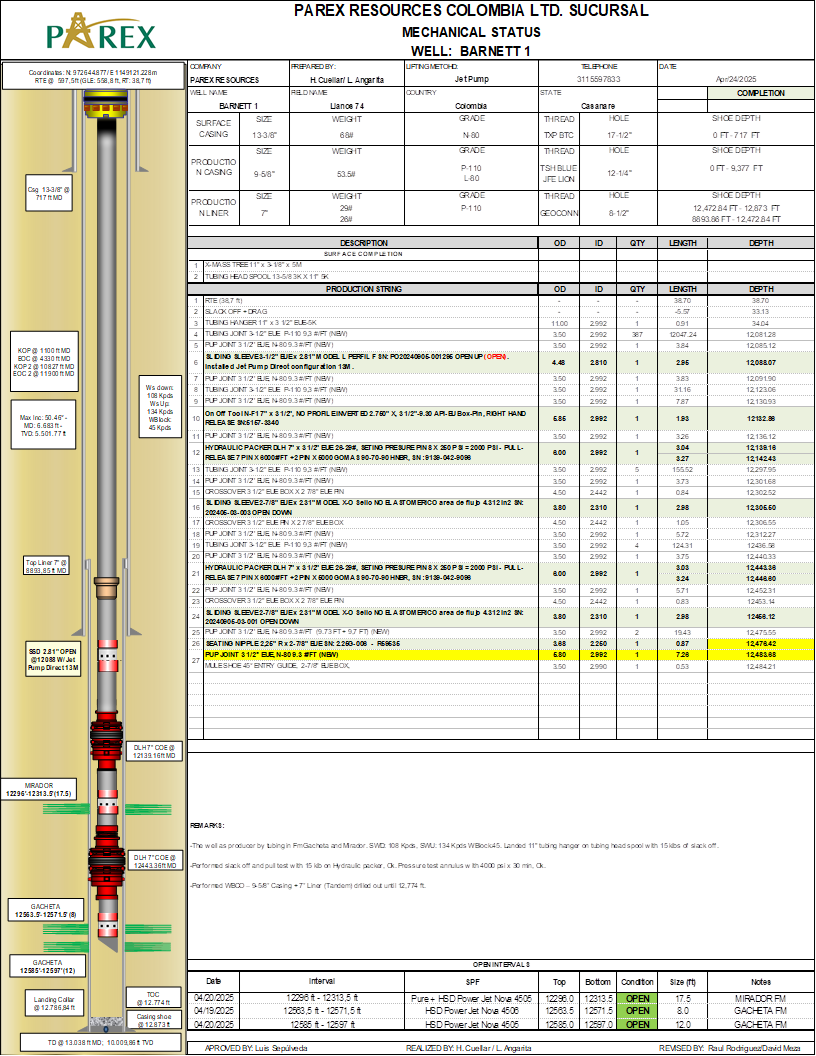 PAREX RESOURCES COLOMBIA LTD. SUCURSAL
MECHANICAL STATUS
WELL: BARNETT 1
PAREX
COMPANY PREPARED BY: LIFTING METOHD: TELEPHONE DATE
PAREX RESOURCES H. Cuellar/ L. Angarita Jet Pump 3115597833 Apr/24/2025
WELL NAME FIELD NAME COUNTRY STATE COMPLETION
BARNETT 1 Llanos 74 Colombia Casanare
SURFACE CASING SIZE WEIGHT GRADE THREAD HOLE SHOE DEPTH
13-3/8" 68# N-80 TXP BTC 17-1/2" 0 FT - 717 FT
PRODUCTION CASING SIZE WEIGHT GRADE THREAD HOLE SHOE DEPTH
9-5/8" 53.5# P-110 L-80 TSH BLUE JFE LION 12-1/4" 0 FT - 9,377 FT
PRODUCTION LINER SIZE WEIGHT GRADE THREAD HOLE SHOE DEPTH
7" 29# 26# P-110 GEOCONN 8-1/2" 12,472.84 FT - 12,873 FT
8893.86 FT - 12,472.84 FT
DESCRIPTION OD ID QTY LENGTH DEPTH
SURFACE COMPLETION
1 X-MASS TREE 11" x 3-1/8" x 5M
2 TUBING HEAD SPOOL 13-5/8 3K X 11" 5K
PRODUCTION STRING OD ID QTY LENGTH DEPTH
1 RTE (38,7 ft) - - - 38.70 38.70
2 SLACK OFF + DRAG - - - -5.57 33.13
3 TUBING HANGER 11" x 3 1/2" EUE-5K 11.00 2.992 1 0.91 34.04
4 TUBING JOINT 3-1/2" EUE P-110 9,3 #/FT (NEW) 3.50 2.992 387 12047.24 12,081.28
5 PUP JOINT 3 1/2" EUE, N-80 9.3 #/FT (NEW) 3.50 2.992 1 3.84 12,085.12
6 SLIDING SLEEVE 3-1/2" EUE x 2.81" MODEL L PERFIL F SN: PO20240905-001265 OPEN UP (OPEN).
Installed Jet Pump Direct configuration 13M. 4.48 2.810 1 2.95 12,088.07
7 PUP JOINT 3 1/2" EUE, N-80 9.3 #/FT (NEW) 3.50 2.992 1 3.83 12,091.90
8 TUBING JOINT 3-1/2" EUE P-110 9,3 #/FT (NEW) 3.50 2.992 1 31.16 12,123.06
9 PUP JOINT 3 1/2" EUE, N-80 9.3 #/FT (NEW) 3.50 2.992 1 7.87 12,130.93
10 On Off Tool N-F 1 7" x 3 1/2", NO PROFILE INVERTED 2.750" X, 3 1/2"-9.30 API-EU Box-Pin, RIGHT HAND
RELEASE SN:5157-3340 5.85 2.992 1 1.93 12132.86
11 PUP JOINT 3 1/2" EUE, N-80 9.3 #/FT (NEW) 3.50 2.992 1 3.26 12,136.12
12 HYDRAULIC PACKER DLH 7" x 3 1/2" EUE 26-29#, SETING PRESURE PIN 8 X 250 PSI = 2000 PSI - PULL-
RELEASE 7 PIN X 6000#FT +2 PIN X 6000 GOMAS 90-70-90 HNBR, SN : 9139-042-9096 6.00 2.992 1 3.04 12,139.16
3.27 12,142.43
13 TUBING JOINT 3-1/2" EUE P-110 9,3 #/FT (NEW) 3.50 2.992 5 155.52 12,297.95
14 PUP JOINT 3 1/2" EUE, N-80 9.3 #/FT (NEW) 3.50 2.992 1 3.73 12,301.68
15 CROSSOVER 3 1/2" EUE BOX X 2 7/8" EUE PIN 4.50 2.442 1 0.84 12,302.52
16 SLIDING SLEEVE 2-7/8" EUE x 2.31" MODEL X-O Sello NO ELASTOMERICO area de flujo 4.312 in2 SN:
202405-03-003 OPEN DOWN 3.80 2.310 1 2.98 12,305.50
17 CROSSOVER 3 1/2" EUE PIN X 2 7/8" EUE BOX 4.50 2.442 1 1.05 12,306.55
18 PUP JOINT 3 1/2" EUE, N-80 9.3 #/FT (NEW) 3.50 2.992 1 5.72 12,312.27
19 TUBING JOINT 3-1/2" EUE P-110 9,3 #/FT (NEW) 3.50 2.992 4 124.31 12436.58
20 PUP JOINT 3 1/2" EUE, N-80 9.3 #/FT (NEW) 3.50 2.992 1 3.75 12,440.33
21 HYDRAULIC PACKER DLH 7" x 3 1/2" EUE 26-29#, SETING PRESURE PIN 8 X 250 PSI = 2000 PSI - PULL-
RELEASE 7 PIN X 6000#FT +2 PIN X 6000 GOMAS 90-70-90 HNBR, SN : 9139-042-9098 6.00 2.992 1 3.03 12,443.36
3.24 12,446.60
22 PUP JOINT 3 1/2" EUE, N-80 9.3 #/FT (NEW) 3.50 2.992 1 5.71 12,452.31
23 CROSSOVER 3 1/2" EUE BOX X 2 7/8" EUE PIN 4.50 2.442 1 0.83 12,453.14
24 SLIDING SLEEVE 2-7/8" EUE x 2.31" MODEL X-O Sello NO ELASTOMERICO area de flujo 4.312 in2 SN:
20240905-03-001 OPEN DOWN 3.80 2.310 1 2.98 12456.12
25 PUP JOINT 3 1/2" EUE, N-80 9.3 #/FT (9.73 FT + 9,7 FT) (NEW) 3.50 2.992 2 19.43 12,475.55
26 SEATING NIPPLE 2,25" R x 2-7/8" EUE SN: 2.25G-006 - R59535 3.68 2.250 1 0.87 12,476.42
27 PUP JOINT 3 1/2" EUE, N-80 9.3 #/FT (NEW) 5.80 2.992 1 7.26 12,483.68
MULE SHOE 45° ENTRY GUIDE, 2-7/8" EUE BOX, 3.50 2.990 1 0.53 12,484.21
REMARKS:
-The well as producer by tubing in Fm Gacheta and Mirador. SWD: 108 Kpds, SWU: 134 Kpds WBlock45. Landed 11" tubing hanger on tubing head spool with 15 klbs of slack off.
-Performed slack off and pull test with 15 klb on Hydraulic packer. Ok. Pressure test annulus with 4000 psi x 30 min, Ok.
-Performed WBCO – 9-5/8" Casing + 7" Liner (Tandem) drilled out until 12,774 ft.
OPEN INTERVALS
Date Interval SPF Top Bottom Condition Size (ft) Notes
04/20/2025 12296 ft - 12313,5 ft Pure + HSD Power Jet Nova 4505 12296.0 12313.5 OPEN 17.5 MIRADOR FM
04/19/2025 12563,5 ft - 12571,5 ft HSD Power Jet Nova 4506 12563.5 12571.5 OPEN 8.0 GACHETA FM
04/20/2025 12585 ft - 12597 ft HSD Power Jet Nova 4505 12585.0 12597.0 OPEN 12.0 GACHETA FM
APPROVED BY: Luis Sepúlveda REALIZED BY: H. Cuellar / L. Angarita REVISED BY: Raul Rodriguez/David Meza
Coordinates: N: 972644.877/ E 1149121,228m
RTE @ 597,5ft (GLE: 558,8 ft, RT: 38,7 ft)
Csg 13-3/8" @
717 ft MD
KOP @ 1100 ft MD
EOC @ 4330 ft MD
KOP 2 @ 10827 ft MD
EOC 2 @ 11900 ft MD
Ws down:
108 Kpds
Ws Up:
134 Kpds
WBlock:
45 Kpds
Max Inc: 50.46° -
MD: 6.683 ft -
TVD: 5.501.77 ft
Top Liner 7" @
8893,85 ft MD
SSD 2.81" OPEN
@12088 W/ Jet
Pump Direct 13M
DLH 7" COE @
12139.16 ft MD
MIRADOR
12296'-12313.5'(17.5)
DLH 7" COE @
12443.36 ft MD
GACHETA
12563.5'-12571.5' (8)
GACHETA
12585'-12597' (12)
Landing Collar
@ 12.786,84 ft
TOC
@ 12.774 ft
Casing shoe
@ 12.873 ft
TD @ 13.038 ft MD; 10.009,86 ft TVD